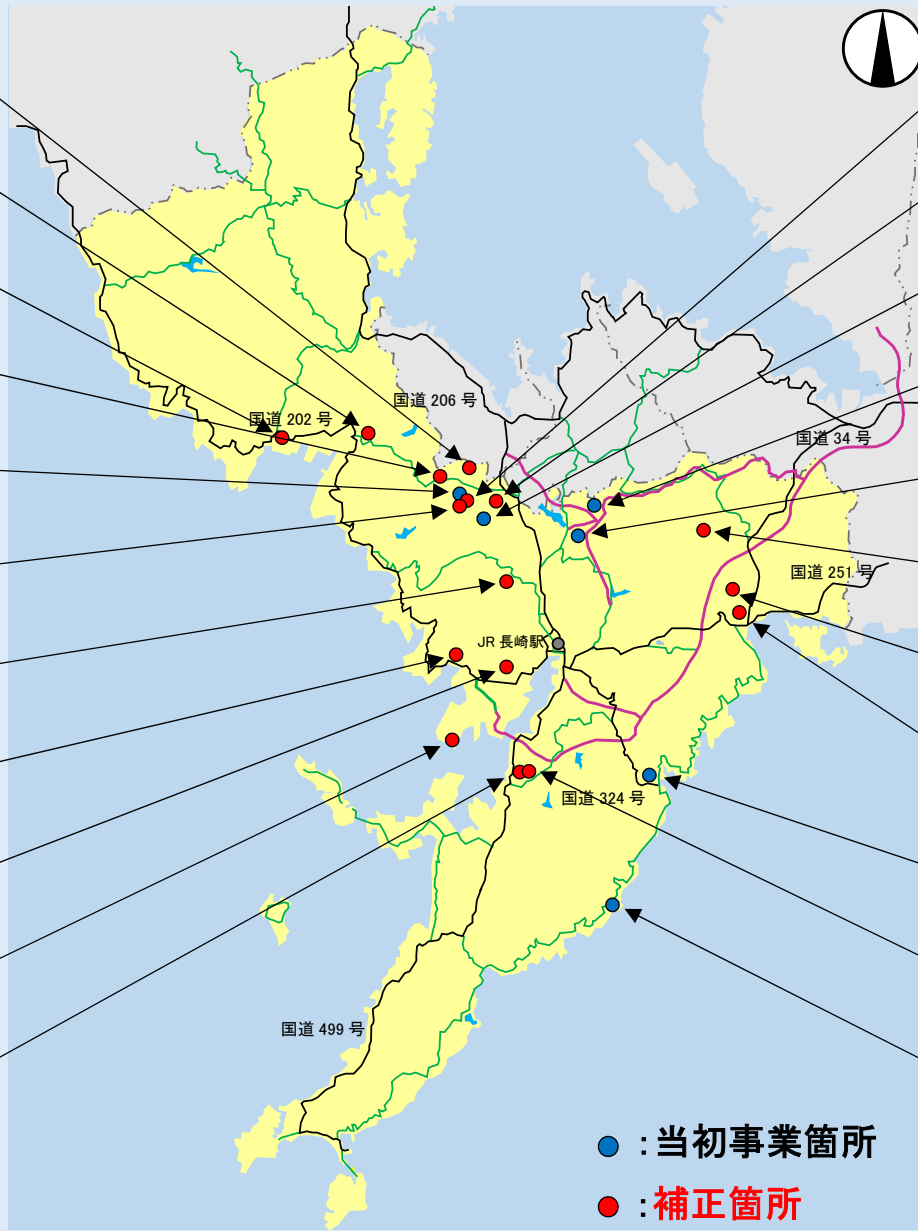 国道 206 号
国道 202 号
国道 34 号
国道 251 号
JR 長崎駅
国道 324 号
国道 499 号
：当初事業箇所
：補正箇所